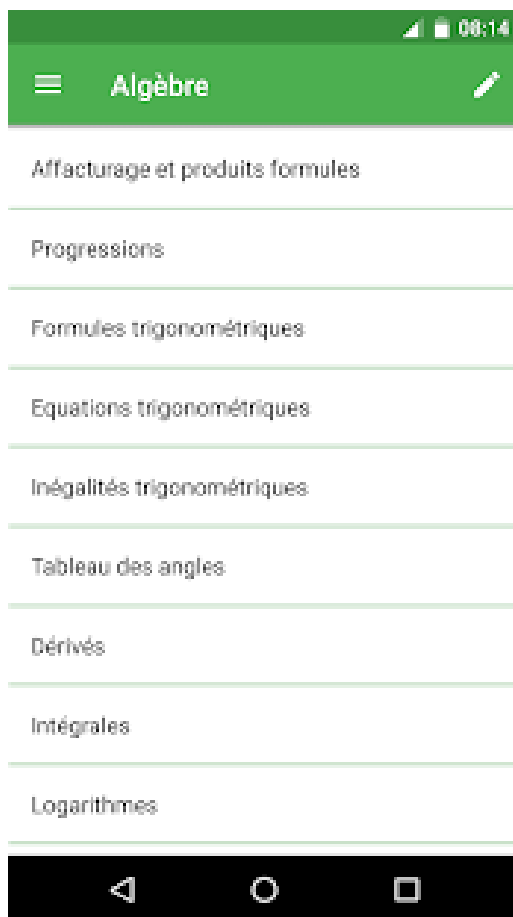 08:14
Algèbre
Affacturage et produits formules
Progressions
Formules trigonométriques
Equations trigonométriques
Inégalités trigonométriques
Tableau des angles
Dérivés
Intégrales
Logarithmes